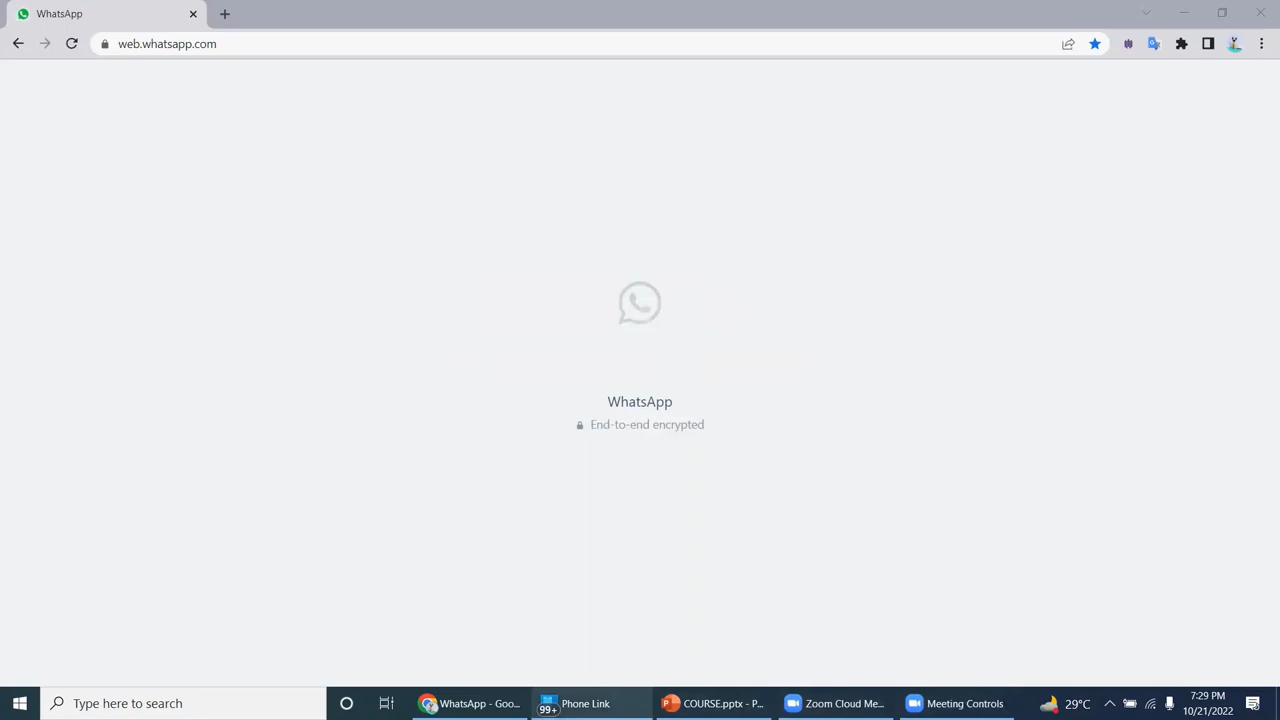 WhatsApp
web.whatsapp.com
WhatsApp
End-to-end encrypted
Type here to search
WhatsApp - Goo...
99+
Phone Link
COURSE.pptx - P...
Zoom Cloud Me...
Meeting Controls
29°C
7:29 PM
10/21/2022